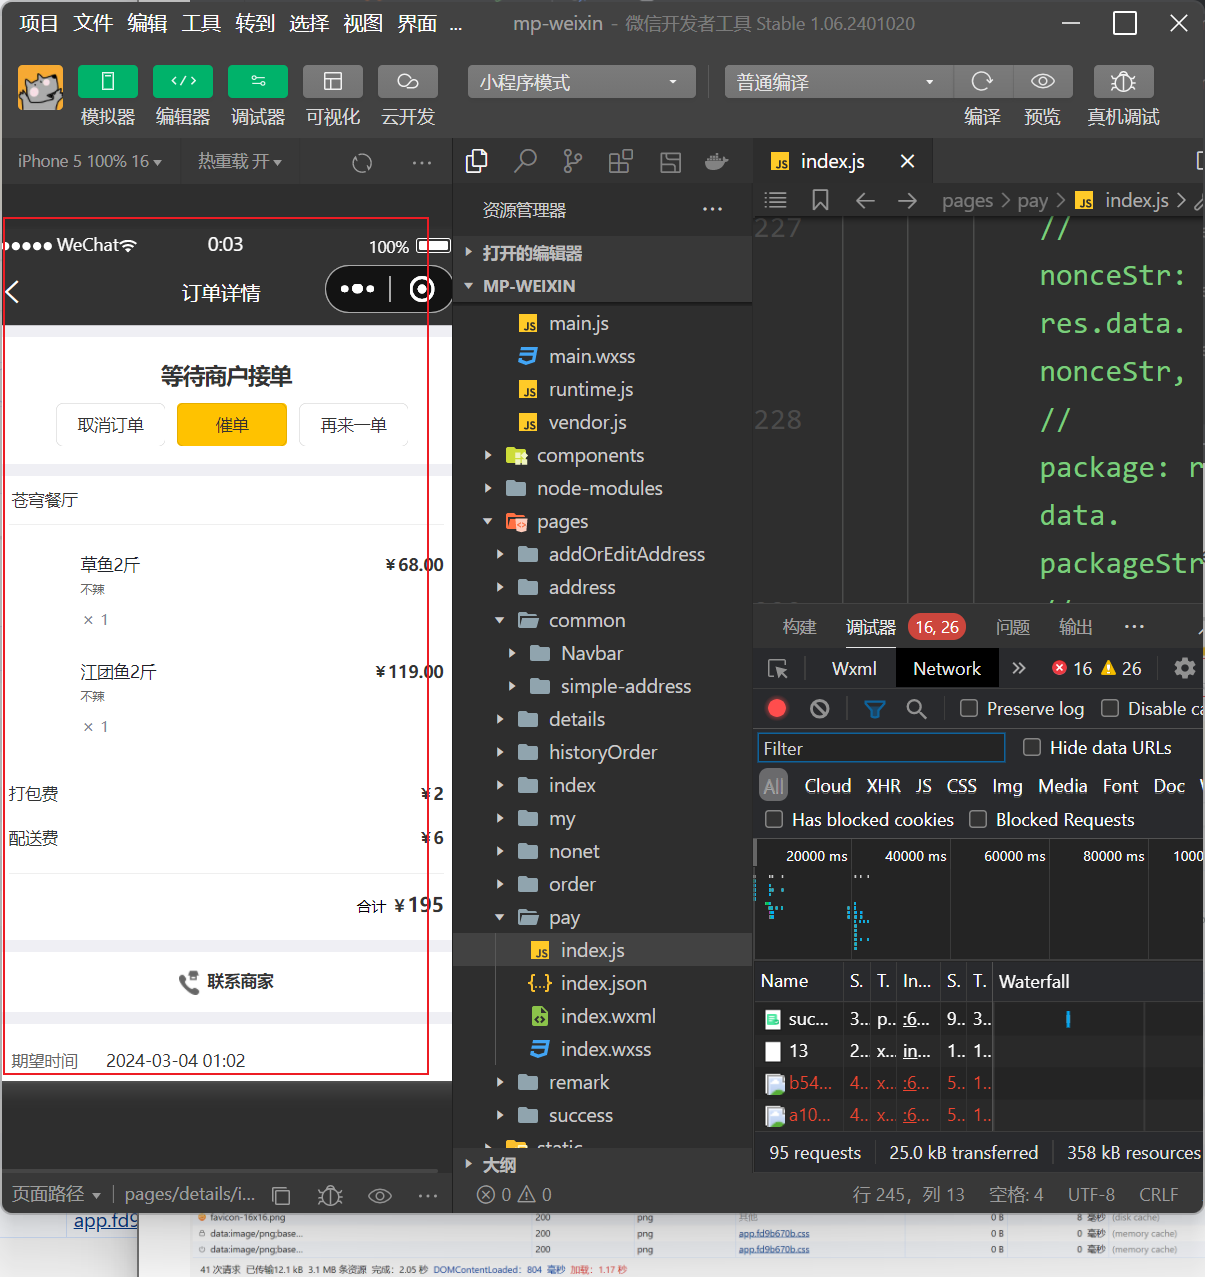 项目 文件 编辑 工具 转到 选择 视图 界面 ... mp-weixin - 微信开发者工具 Stable 1.06.2401020
模拟器 编辑器 调试器 可视化 云开发 小程序模式 普通编译 编译 预览 真机调试
iPhone 5 100% 16 热重载 开
WeChat 0:03 100%
订单详情
等待商户接单
取消订单 催单 再来一单
苍穹餐厅
草鱼2斤 ¥68.00
不辣
× 1
江团鱼2斤 ¥119.00
不辣
× 1
打包费 ¥2
配送费 ¥6
合计 ¥195
联系商家
期望时间 2024-03-04 01:02
页面路径 pages/details/i...
资源管理器
打开的编辑器
MP-WEIXIN
main.js
main.wxss
runtime.js
vendor.js
components
node-modules
pages
addOrEditAddress
address
common
Navbar
simple-address
details
historyOrder
index
my
nonet
order
pay
index.js
index.json
index.wxml
index.wxss
remark
success
static
大纲
0 0
index.js
pages > pay > index.js >
227 //
nonceStr:
res.data.
nonceStr,
228 //
package: r
data.
packageStr
//
构建 调试器 16, 26 问题 输出
Wxml Network 16 26
Preserve log Disable ca
Filter Hide data URLs
All Cloud XHR JS CSS Img Media Font Doc
Has blocked cookies Blocked Requests
20000 ms 40000 ms 60000 ms 80000 ms 1000
Name S. T. In... S. T. Waterfall
suc... 3.. p.. :6... 9.. 3..
13 2.. x.. in... 1.. 1..
b54... 4.. x.. :6... 5.. 1..
a10... 4.. x.. :6... 5.. 1..
95 requests 25.0 kB transferred 358 kB resources
行 245，列 13 空格: 4 UTF-8 CRLF
app.fd9
favicon-16x16.png 200 png 其他 0 B 8 毫秒 (disk cache)
data:image/png;base... 200 png app.fd9b670b.css 0 B 0 毫秒 (memory cache)
data:image/png;base... 200 png app.fd9b670b.css 0 B 0 毫秒 (memory cache)
41 次请求 已传输12.1 kB 3.1 MB 条资源 完成：2.05 秒 DOMContentLoaded：804 毫秒 加载：1.17 秒